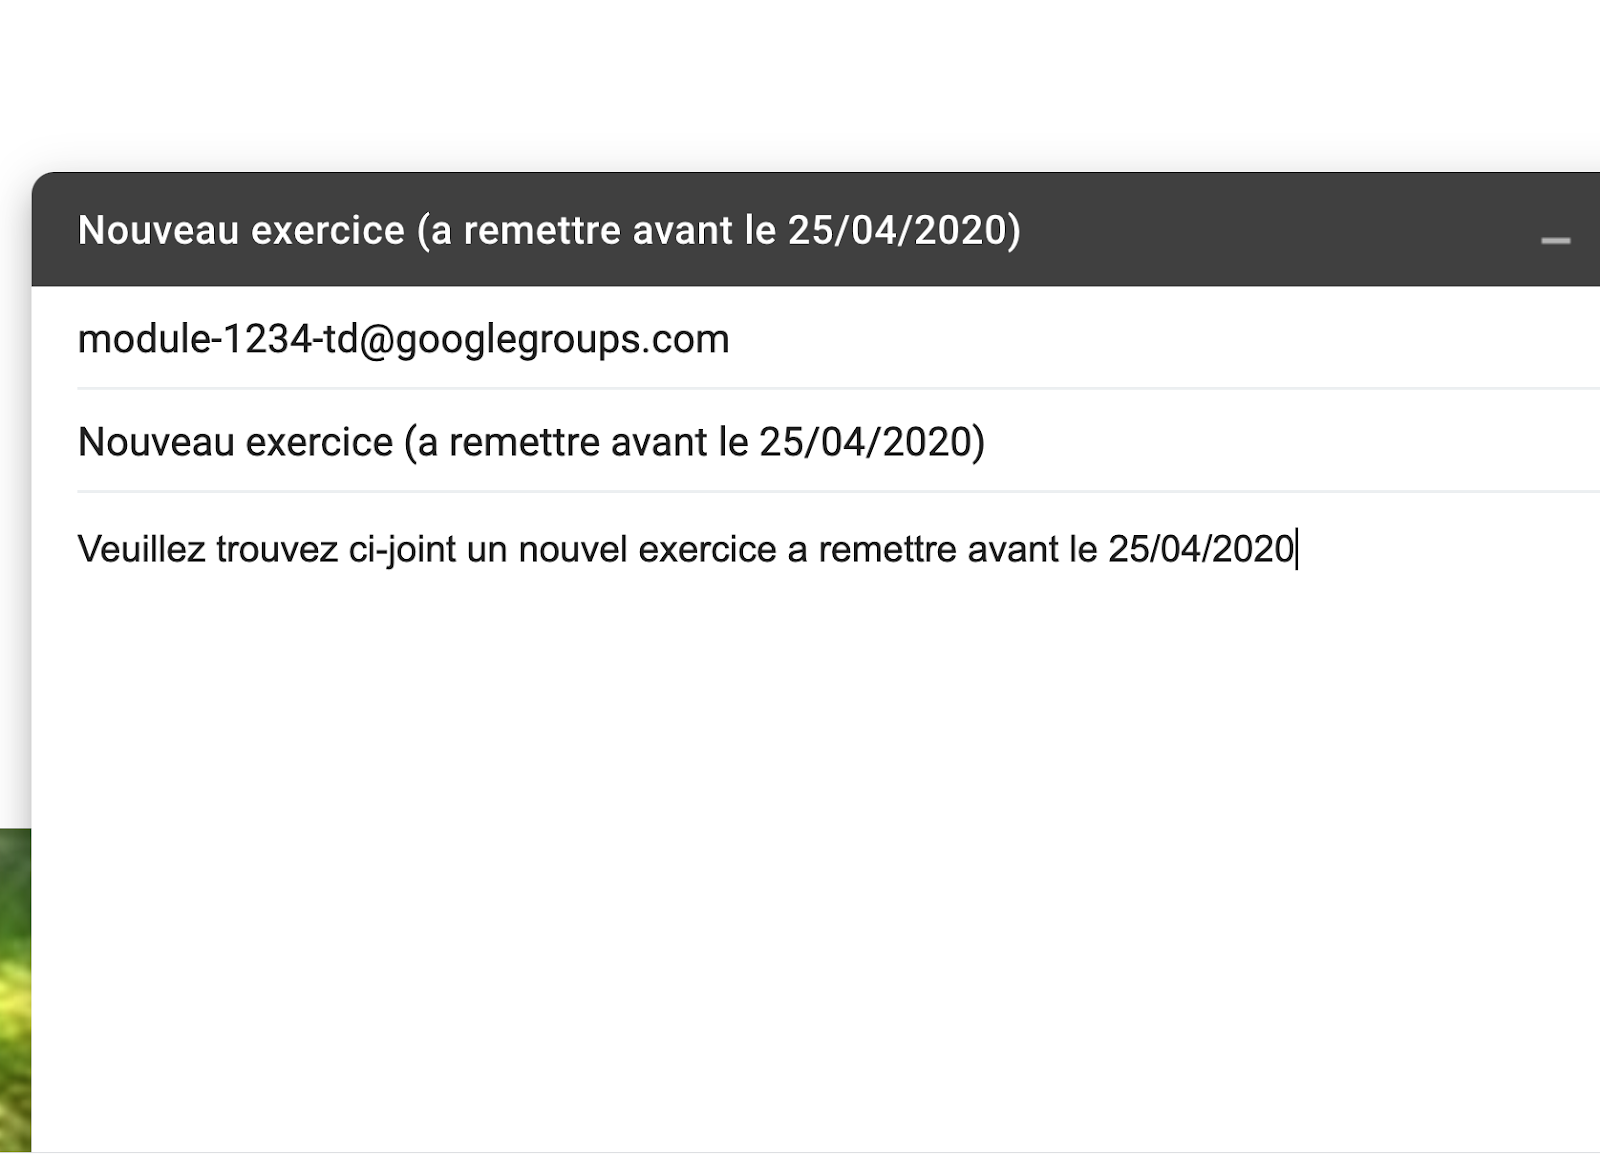 Nouveau exercice (a remettre avant le 25/04/2020)
module-1234-td@googlegroups.com
Nouveau exercice (a remettre avant le 25/04/2020)
Veuillez trouvez ci-joint un nouvel exercice a remettre avant le 25/04/2020